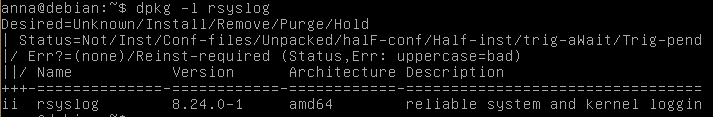 anna@debian:~$ dpkg -l rsyslog
Desired=Unknown/Install/Remove/Purge/Hold
| Status=Not/Inst/Conf-files/Unpacked/halF-conf/Half-inst/trig-aWait/Trig-pend
|/ Err?=(none)/Reinst-required (Status,Err: uppercase=bad)
||/ Name           Version      Architecture Description
+++-==============-============-============-=================================
ii  rsyslog        8.24.0-1     amd64        reliable system and kernel loggin